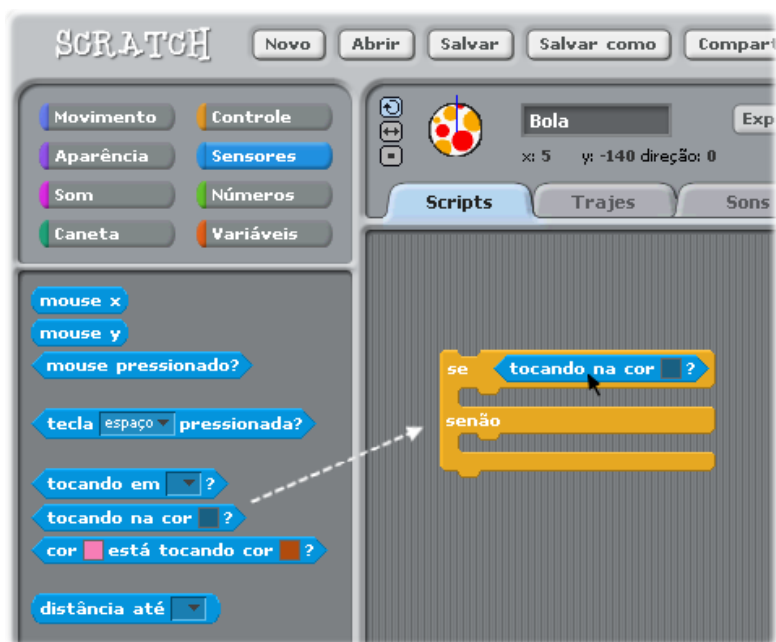 SCRATCH
Novo Abrir Salvar Salvar como Compart
Movimento Controle
Aparência Sensores
Som Números
Caneta Variáveis
Bola
Exp
x: 5 y: -140 direção: 0
Scripts Trajes Sons
mouse x
mouse y
mouse pressionado?
tecla espaço pressionada?
tocando em ?
tocando na cor ?
cor está tocando cor ?
distância até
se tocando na cor ?
senão